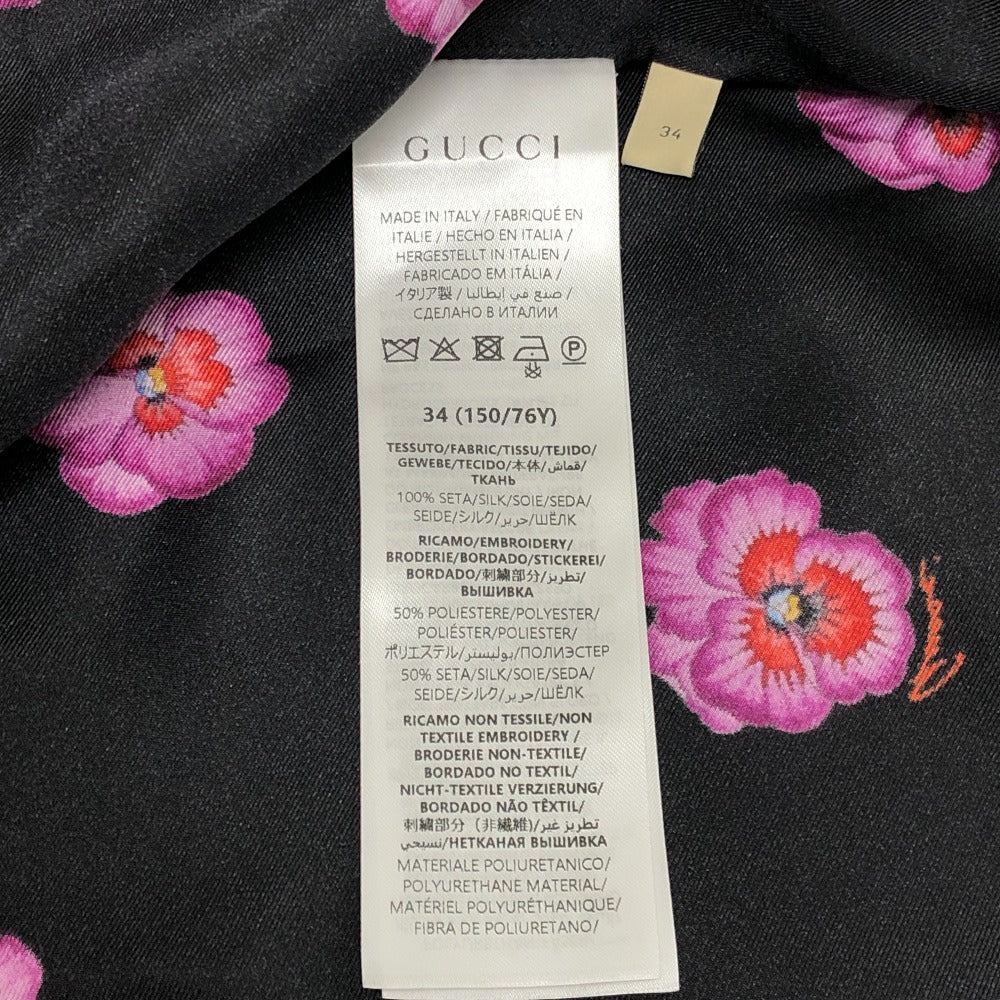 GUCCI
34
MADE IN ITALY / FABRIQUÉ EN
ITALIE / HECHO EN ITALIA /
HERGESTELLT IN ITALIEN /
FABRICADO EM ITÁLIA /
イタリア製 / صنع في إيطاليا /
СДЕЛАНО В ИТАЛИИ
P
34 (150/76Y)
TESSUTO/FABRIC/TISSU/TEJIDO/
GEWEBE/TECIDO/本体/قماش/
ТКАНЬ
100% SETA/SILK/SOIE/SEDA/
SEIDE/シルク/حرير/ШЁЛК
RICAMO/EMBROIDERY/
BRODERIE/BORDADO/STICKEREI/
BORDADO/刺繍部分/تطريز/
ВЫШИВКА
50% POLIESTERE/POLYESTER/
POLIÉSTER/POLIESTER/
ポリエステル/بوليستر/ПОЛИЭСТЕР
50% SETA/SILK/SOIE/SEDA/
SEIDE/シルク/حرير/ШЁЛК
RICAMO NON TESSILE/NON
TEXTILE EMBROIDERY /
BRODERIE NON-TEXTILE/
BORDADO NO TEXTIL/
NICHT-TEXTILE VERZIERUNG/
BORDADO NÃO TÊXTIL/
刺繍部分 (非繊維)/تطريز غير
نسيجي/НЕТКАНАЯ ВЫШИВКА
MATERIALE POLIURETANICO/
POLYURETHANE MATERIAL/
MATÉRIEL POLYURÉTHANIQUE/
FIBRA DE POLIURETANO/